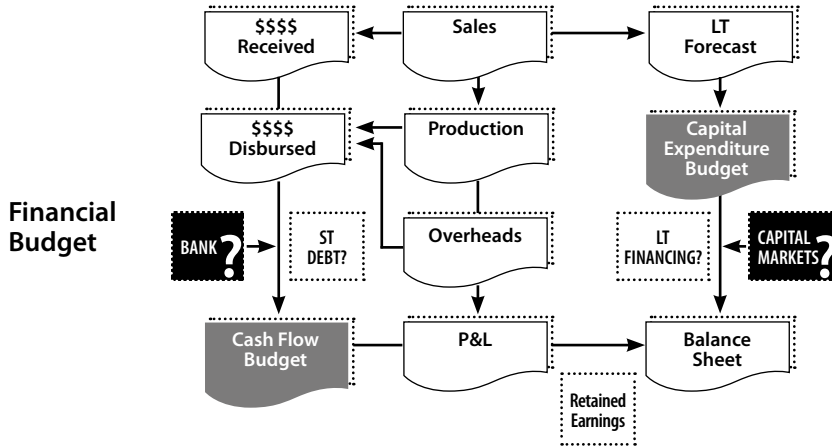 $$$$
Received
Sales
LT
Forecast
$$$$
Disbursed
Production
Capital
Expenditure
Budget
Financial
Budget
BANK ?
ST
DEBT?
Overheads
LT
FINANCING?
CAPITAL
MARKETS ?
Cash Flow
Budget
P&L
Balance
Sheet
Retained
Earnings